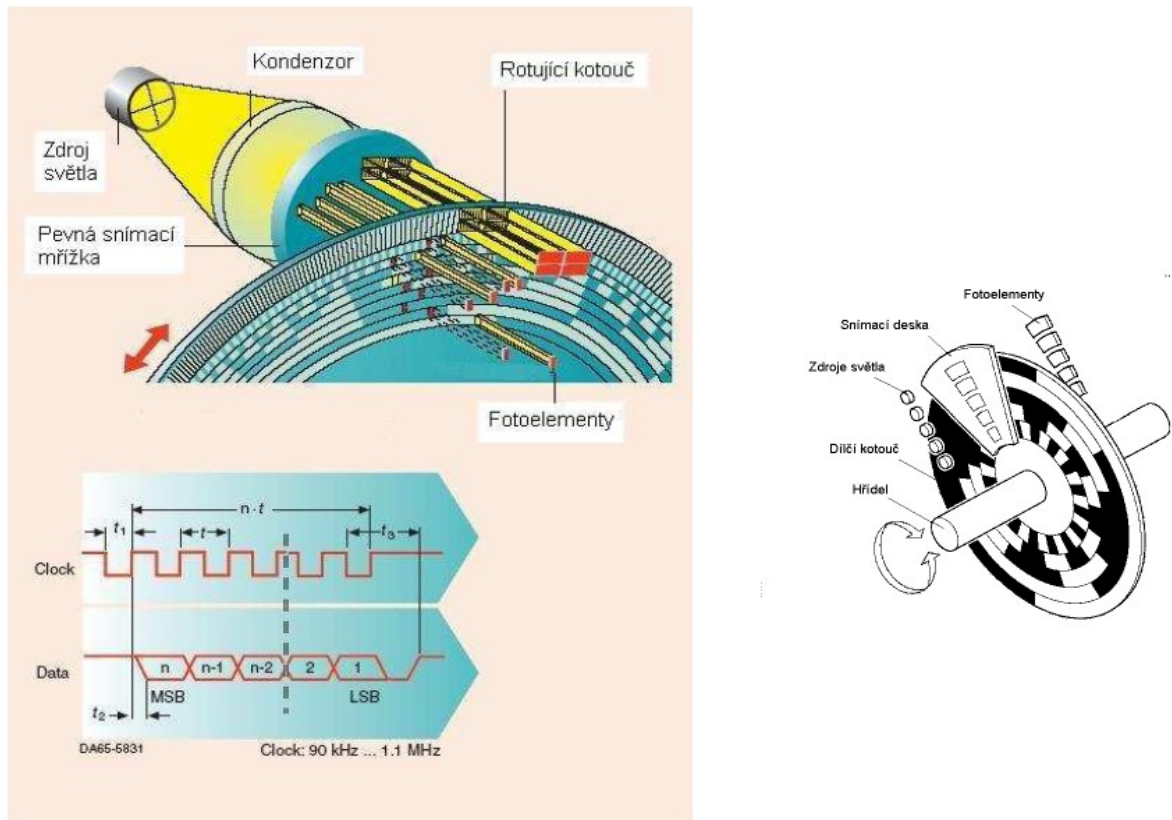 Kondenzor
Rotující kotouč
Zdroj
světla
Pevná snímací
mřížka
Fotoelementy
n·t
t1
t
t3
Clock
Data
n
n-1
n-2
2
1
MSB
LSB
t2
DA65-5831
Clock: 90 kHz ... 1.1 MHz
Fotoelementy
Snímací deska
Zdroje světla
Dílčí kotouč
Hřídel